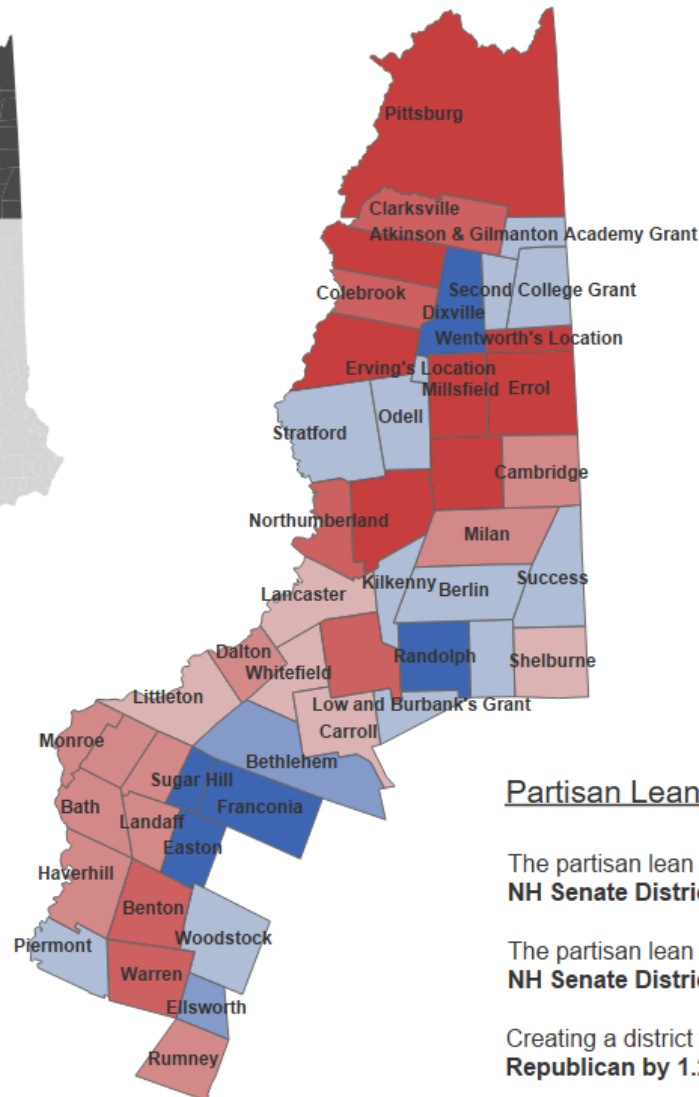 Pittsburg
Clarksville
Atkinson & Gilmanton Academy Grant
Colebrook
Second College Grant
Dixville
Wentworth's Location
Erving's Location
Millsfield
Errol
Odell
Stratford
Cambridge
Northumberland
Milan
Kilkenny
Success
Berlin
Lancaster
Dalton
Randolph
Shelburne
Whitefield
Littleton
Low and Burbank's Grant
Carroll
Monroe
Bethlehem
Sugar Hill
Bath
Franconia
Landaff
Easton
Haverhill
Benton
Woodstock
Piermont
Warren
Ellsworth
Rumney
Partisan Lean
The partisan lean
NH Senate Distric
The partisan lean
NH Senate Distric
Creating a district
Republican by 1.